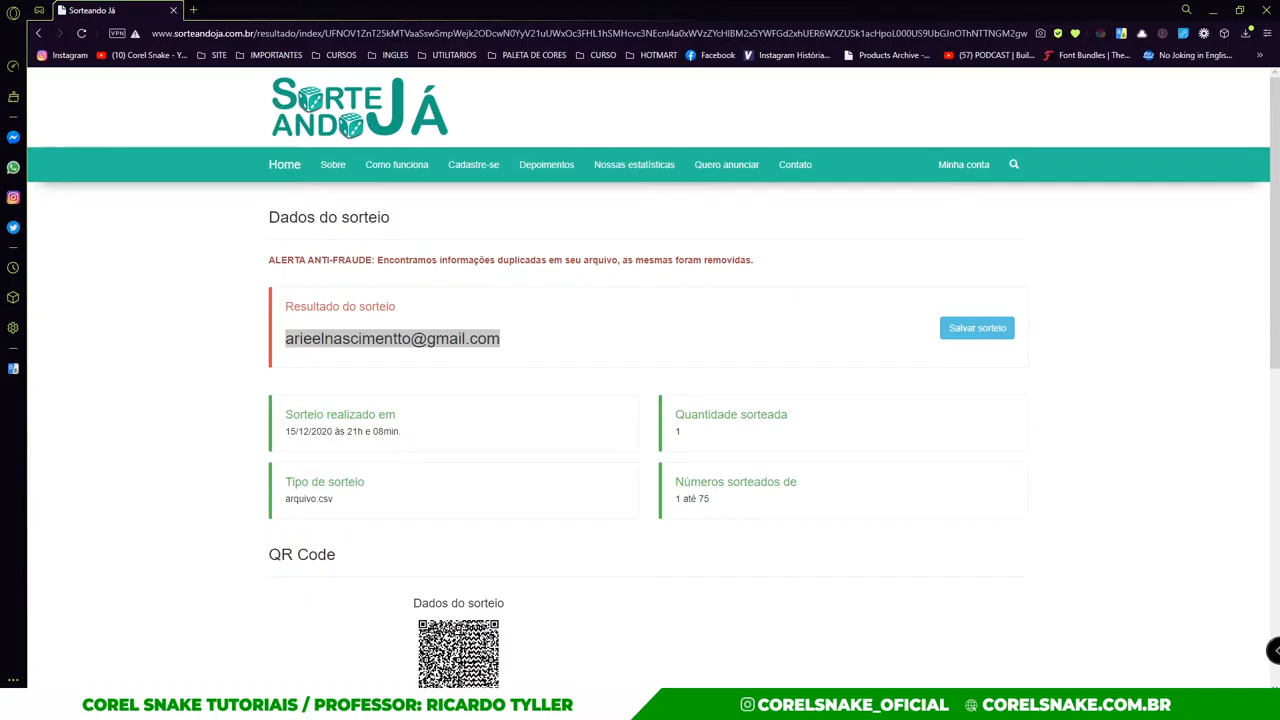 Sorteando Já
VPN
www.sorteandoja.com.br/resultado/index/UFNOV1ZnT25kMTVaaSswSmpWejk2ODcwN0YyV21uUWxOc3FHL1hSMHcvc3NEcnl4a0xWVzZYcHlBM2x5YWFGd2xhUER6WXZUSk1acHpoL000US9UbGJnOThNTTNGM2gw
Instagram
(10) Corel Snake - Y...
SITE
IMPORTANTES
CURSOS
INGLES
UTILITARIOS
PALETA DE CORES
CURSO
HOTMART
Facebook
Instagram História...
Products Archive -...
(57) PODCAST | Buil...
Font Bundles | The...
No Joking in Englis...
SORTE
ANDO JÁ
Home Sobre Como funciona Cadastre-se Depoimentos Nossas estatísticas Quero anunciar Contato Minha conta
Dados do sorteio
ALERTA ANTI-FRAUDE: Encontramos informações duplicadas em seu arquivo, as mesmas foram removidas.
Resultado do sorteio
arieelnascimentto@gmail.com
Salvar sorteio
Sorteio realizado em
15/12/2020 às 21h e 08min.
Quantidade sorteada
1
Tipo de sorteio
arquivo.csv
Números sorteados de
1 até 75
QR Code
Dados do sorteio
COREL SNAKE TUTORIAIS / PROFESSOR: RICARDO TYLLER
CORELSNAKE_OFICIAL
CORELSNAKE.COM.BR